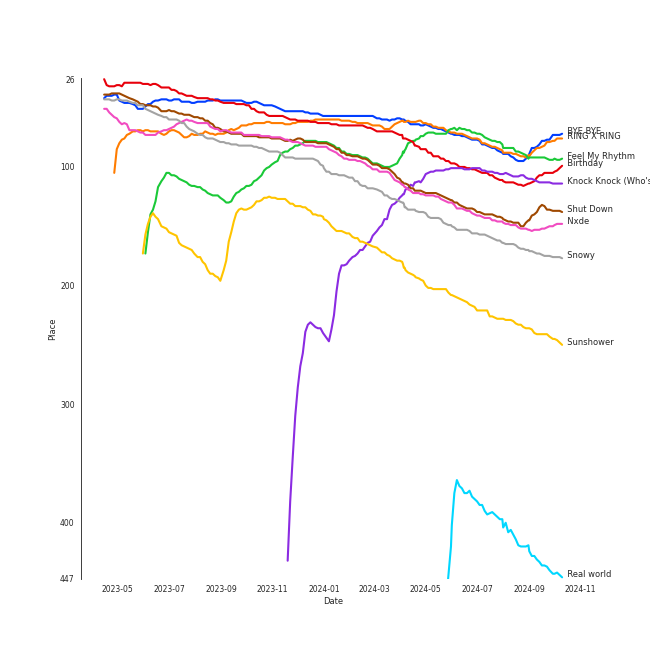 26
100
200
300
400
447
Place
BYE BYE
RING X RING
Feel My Rhythm
Birthday
Knock Knock (Who's
Shut Down
Nxde
Snowy
Sunshower
Real world
2023-05
2023-07
2023-09
2023-11
2024-01
2024-03
2024-05
2024-07
2024-09
2024-11
Date